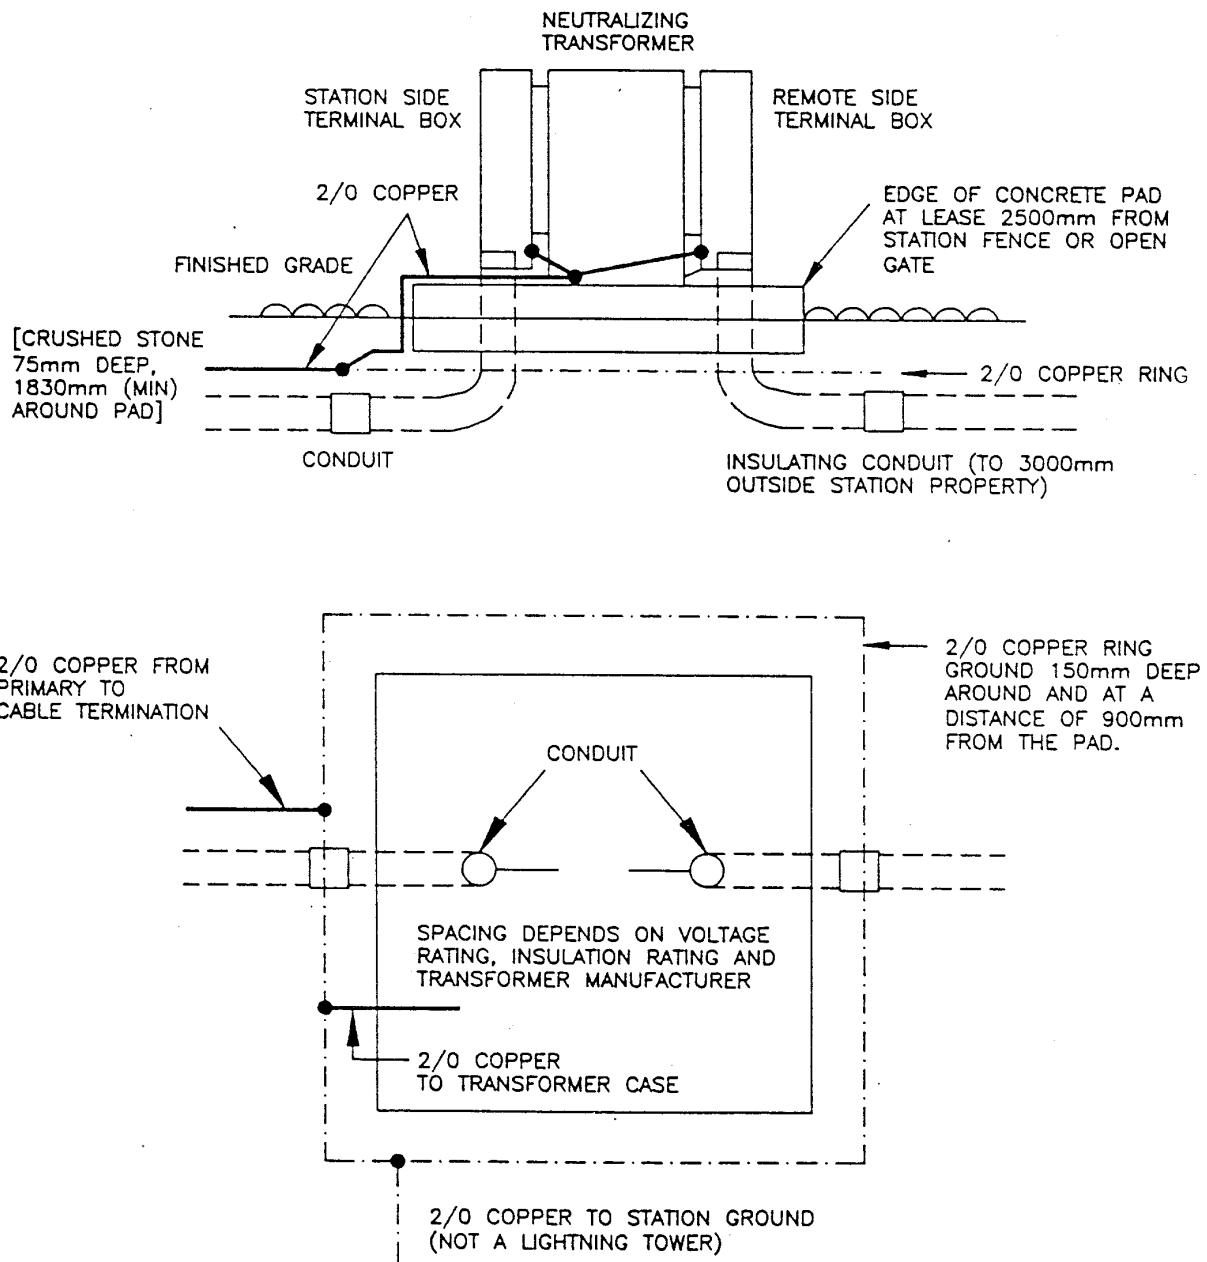 NEUTRALIZING
TRANSFORMER
STATION SIDE
TERMINAL BOX
REMOTE SIDE
TERMINAL BOX
2/0 COPPER
EDGE OF CONCRETE PAD
AT LEASE 2500mm FROM
STATION FENCE OR OPEN
GATE
FINISHED GRADE
[CRUSHED STONE
75mm DEEP,
1830mm (MIN)
AROUND PAD]
2/0 COPPER RING
CONDUIT
INSULATING CONDUIT (TO 3000mm
OUTSIDE STATION PROPERTY)
2/0 COPPER FROM
PRIMARY TO
CABLE TERMINATION
2/0 COPPER RING
GROUND 150mm DEEP
AROUND AND AT A
DISTANCE OF 900mm
FROM THE PAD.
CONDUIT
SPACING DEPENDS ON VOLTAGE
RATING, INSULATION RATING AND
TRANSFORMER MANUFACTURER
2/0 COPPER
TO TRANSFORMER CASE
2/0 COPPER TO STATION GROUND
(NOT A LIGHTNING TOWER)